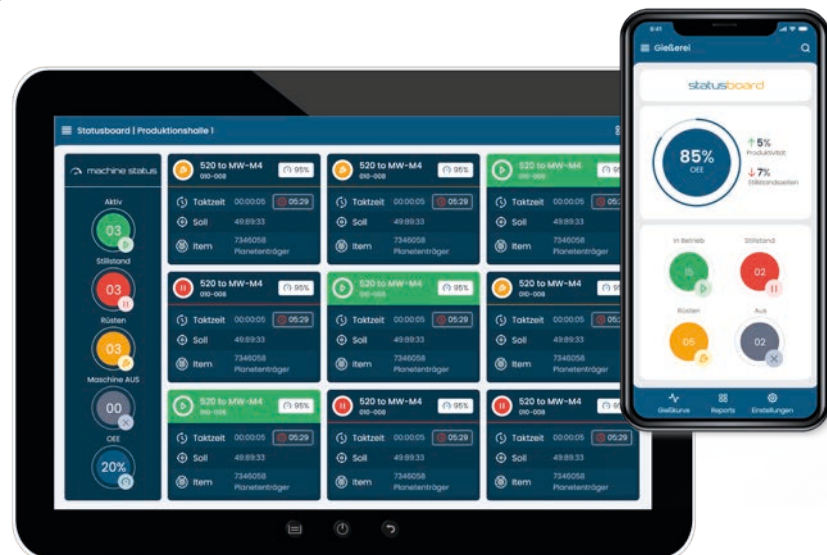 Statusboard | Produktionshalle 1
machine status
Aktiv
03
Stillstand
03
Rüsten
03
Maschine AUS
00
OEE
20%
520 to MW-M4
010-008
95%
Taktzeit 00:00:05 05:29
Soll 49:89:33
Item 7346058
Planetenträger
520 to MW-M4
010-008
95%
Taktzeit 00:00:05 05:29
Soll 49:89:33
Item 7346058
Planetenträger
520 to MW-M4
010-008
Taktzeit 00:00:05
Soll 49:89:33
Item 7346058
Planetenträger
520 to MW-M4
010-008
95%
Taktzeit 00:00:05 05:29
Soll 49:89:33
Item 7346058
Planetenträger
520 to MW-M4
010-008
95%
Taktzeit 00:00:05 05:29
Soll 49:89:33
Item 7346058
Planetenträger
520 to MW-M4
010-008
Taktzeit 00:00:05
Soll 49:89:33
Item 7346058
Planetenträger
520 to MW-M4
010-008
95%
Taktzeit 00:00:05 05:29
Soll 49:89:33
Item 7346058
Planetenträger
520 to MW-M4
010-008
95%
Taktzeit 00:00:05 05:29
Soll 49:89:33
Item 7346058
Planetenträger
520 to MW-M4
010-008
Taktzeit 00:00:05 05:29
Soll 49:89:33
Item 7346058
Planetenträger
9:41
Gießerei
statusboard
85%
OEE
5%
Produktivität
7%
Stillstandszeiten
In Betrieb
15
Stillstand
02
Rüsten
05
Aus
02
Gießkurve
Reports
Einstellungen